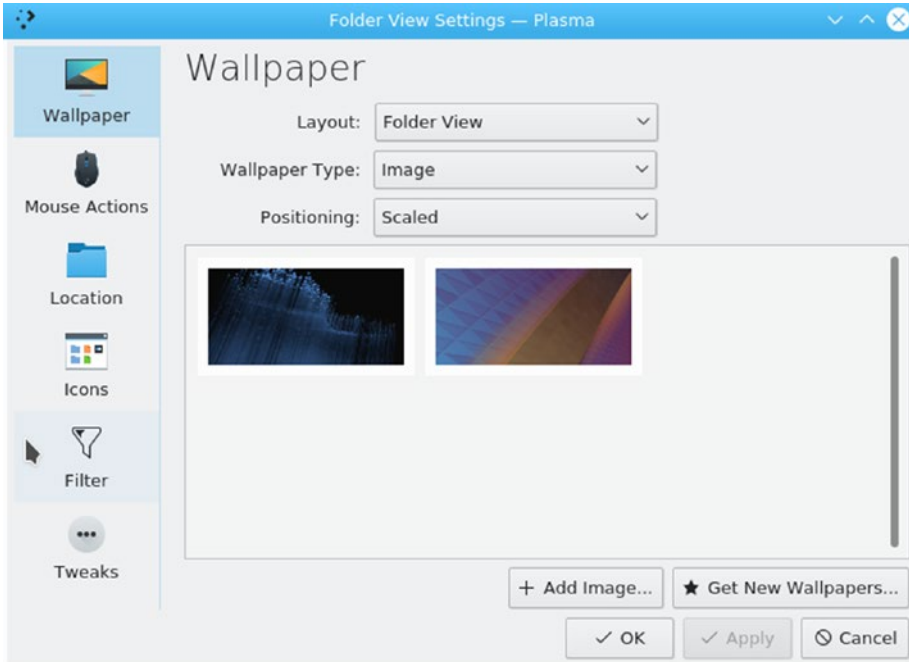 Folder View Settings — Plasma
Wallpaper
Wallpaper
Layout: Folder View
Wallpaper Type: Image
Positioning: Scaled
Mouse Actions
Location
Icons
Filter
Tweaks
+ Add Image...
★ Get New Wallpapers...
✓ OK
✓ Apply
Cancel